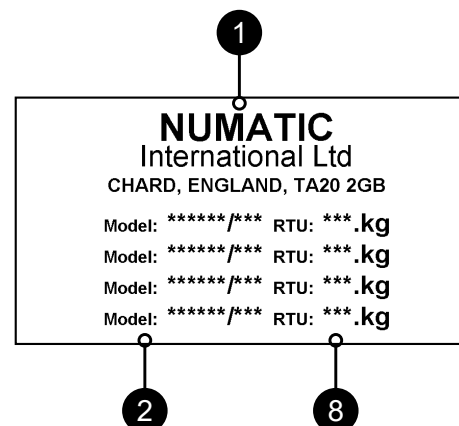 1
NUMATIC
International Ltd
CHARD, ENGLAND, TA20 2GB
Model: ******/*** RTU: ***.kg
Model: ******/*** RTU: ***.kg
Model: ******/*** RTU: ***.kg
Model: ******/*** RTU: ***.kg
2 8